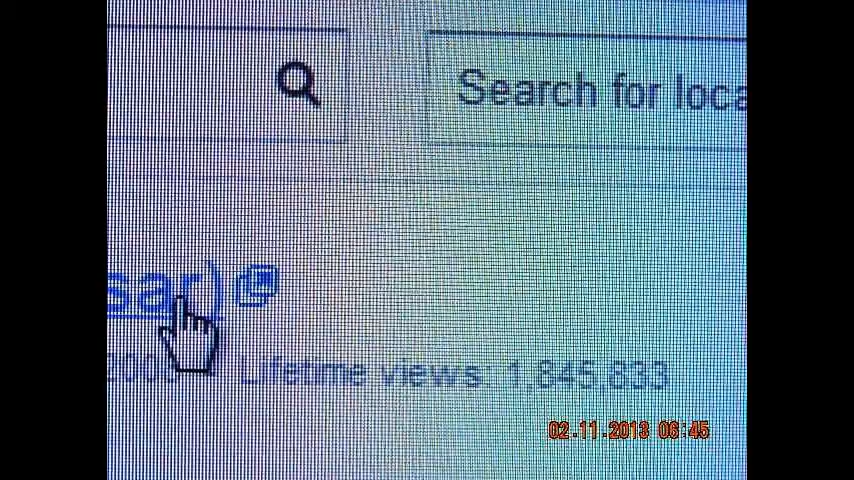 Search for loca
sar)
Lifetime views: 1,845,833
02.11.2013 06:45